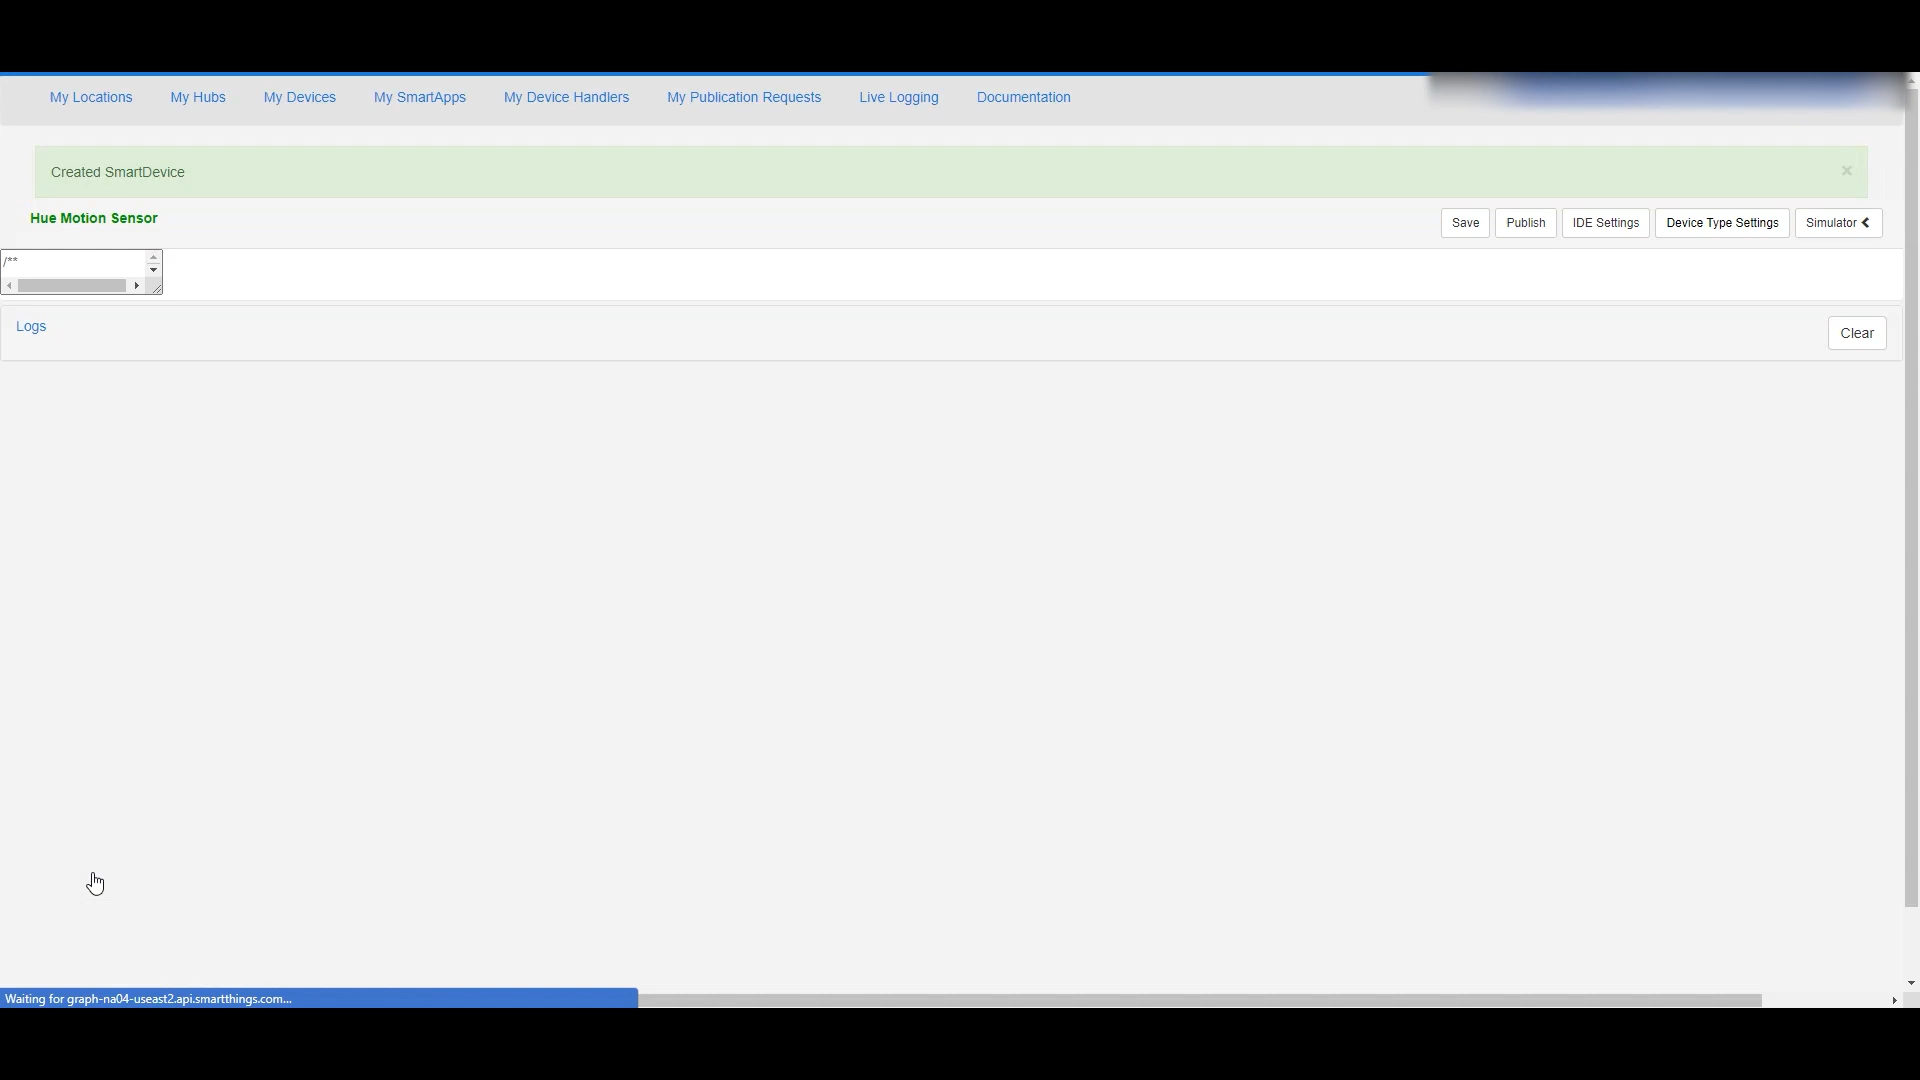 My Locations My Hubs My Devices My SmartApps My Device Handlers My Publication Requests Live Logging Documentation
Created SmartDevice ×
Hue Motion Sensor Save Publish IDE Settings Device Type Settings Simulator
/**
Logs Clear
Waiting for graph-na04-useast2.api.smartthings.com...